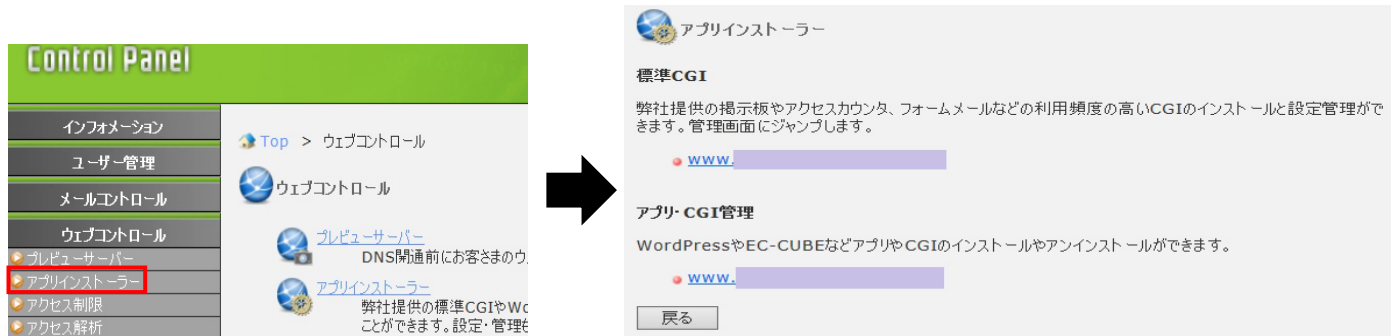 Control Panel
インフォメーション
ユーザー管理
メールコントロール
ウェブコントロール
プレビューサーバー
アプリインストーラー
アクセス制限
アクセス解析
Top > ウェブコントロール
ウェブコントロール
プレビューサーバー
DNS開通前にお客さまのウ
アプリインストーラー
弊社提供の標準CGIやWo
ことができます。設定・管理も
アプリインストーラー
標準CGI
弊社提供の掲示板やアクセスカウンタ、フォームメールなどの利用頻度の高いCGIのインストールと設定管理がで
きます。管理画面にジャンプします。
www.
アプリ・CGI管理
WordPressやEC-CUBEなどアプリやCGIのインストールやアンインストールができます。
www.
戻る